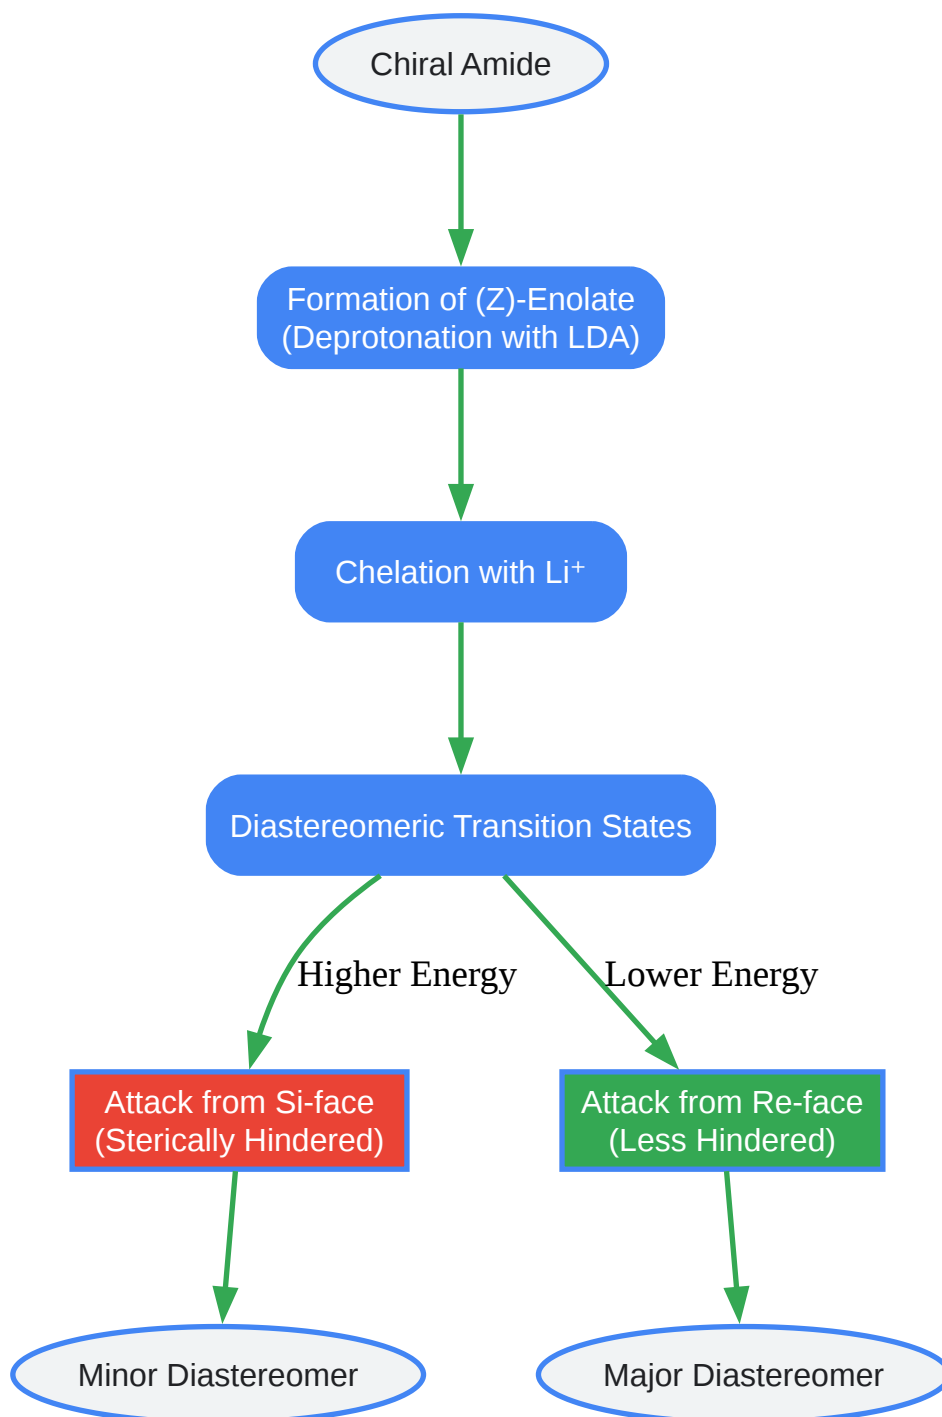 Chiral Amide
Formation of (Z)-Enolate
(Deprotonation with LDA)
Chelation with Li⁺
Diastereomeric Transition States
Higher Energy
Lower Energy
Attack from Si-face
(Sterically Hindered)
Attack from Re-face
(Less Hindered)
Minor Diastereomer
Major Diastereomer